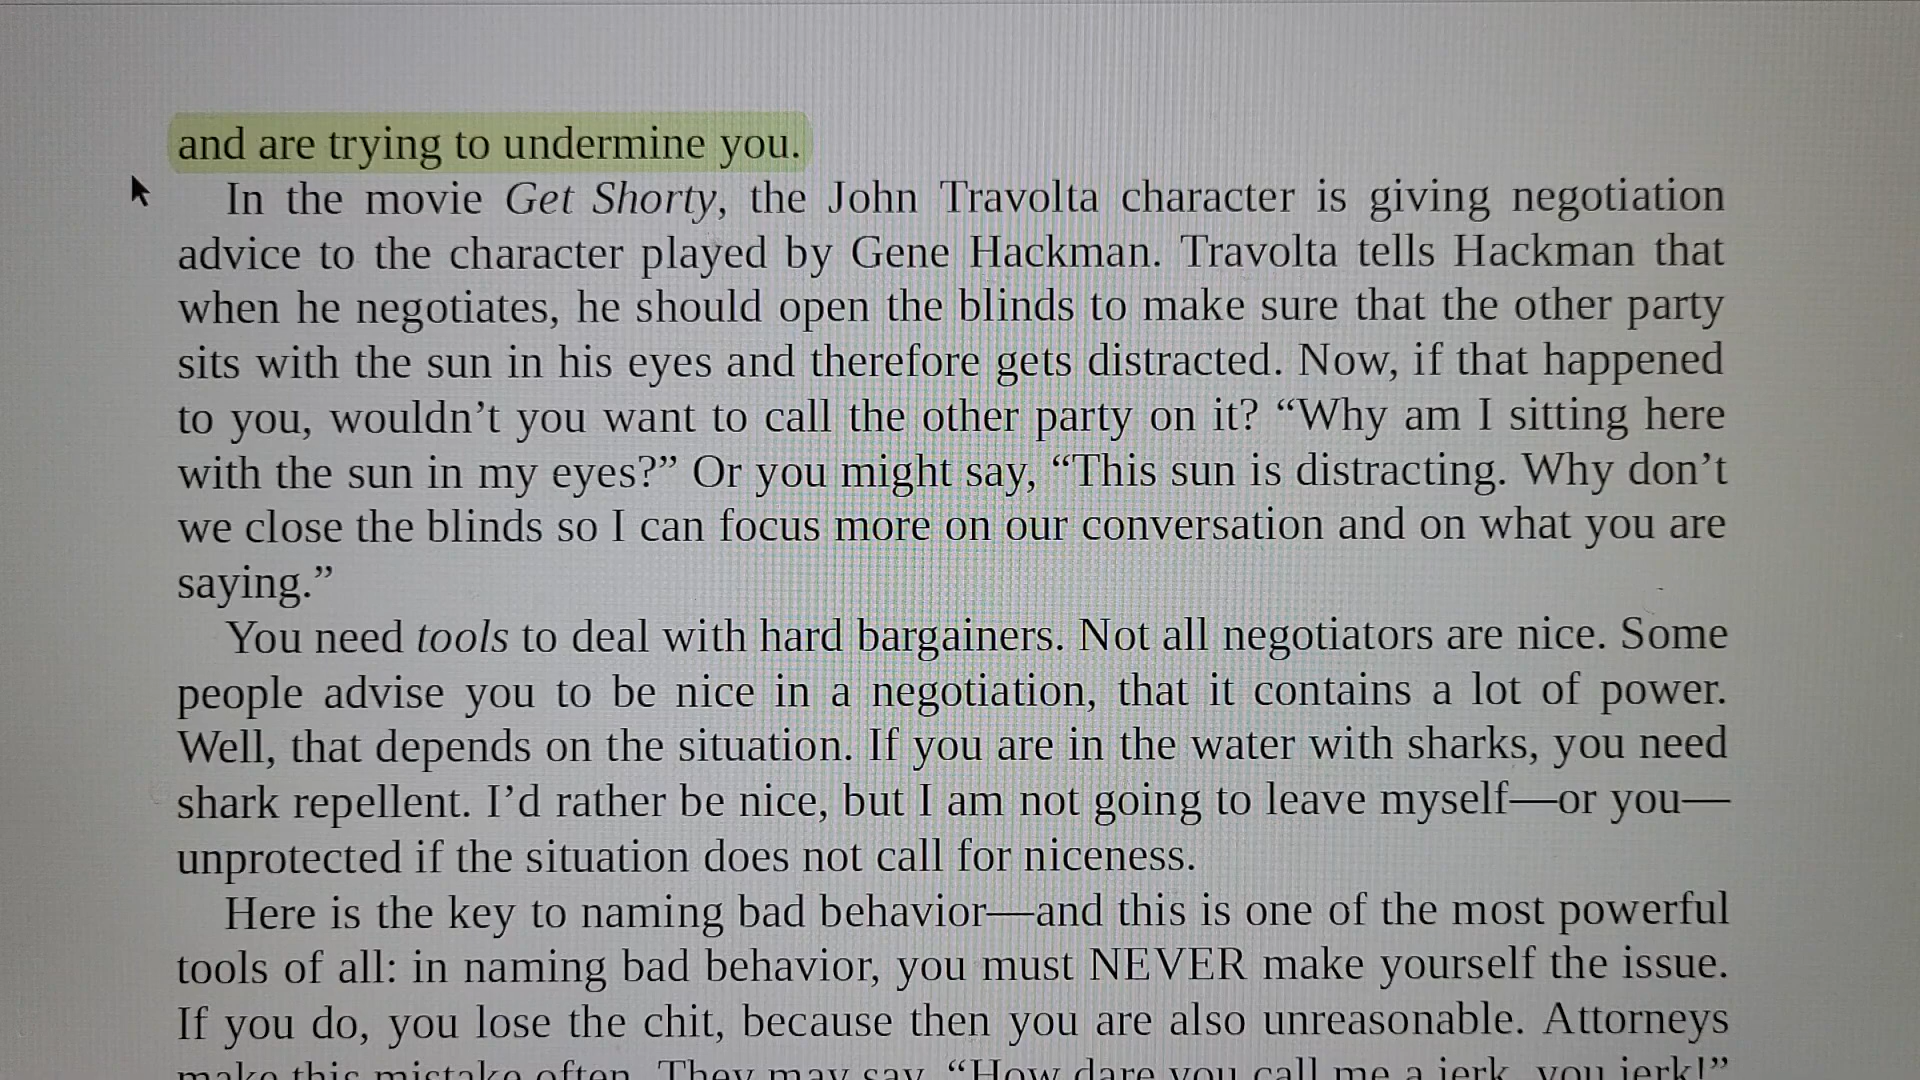 and are trying to undermine you.
In the movie Get Shorty, the John Travolta character is giving negotiation
advice to the character played by Gene Hackman. Travolta tells Hackman that
when he negotiates, he should open the blinds to make sure that the other party
sits with the sun in his eyes and therefore gets distracted. Now, if that happened
to you, wouldn’t you want to call the other party on it? “Why am I sitting here
with the sun in my eyes?” Or you might say, “This sun is distracting. Why don’t
we close the blinds so I can focus more on our conversation and on what you are
saying.”
You need tools to deal with hard bargainers. Not all negotiators are nice. Some
people advise you to be nice in a negotiation, that it contains a lot of power.
Well, that depends on the situation. If you are in the water with sharks, you need
shark repellent. I’d rather be nice, but I am not going to leave myself—or you—
unprotected if the situation does not call for niceness.
Here is the key to naming bad behavior—and this is one of the most powerful
tools of all: in naming bad behavior, you must NEVER make yourself the issue.
If you do, you lose the chit, because then you are also unreasonable. Attorneys
make this mistake often. They may say, “How dare you call me a jerk, you jerk!”